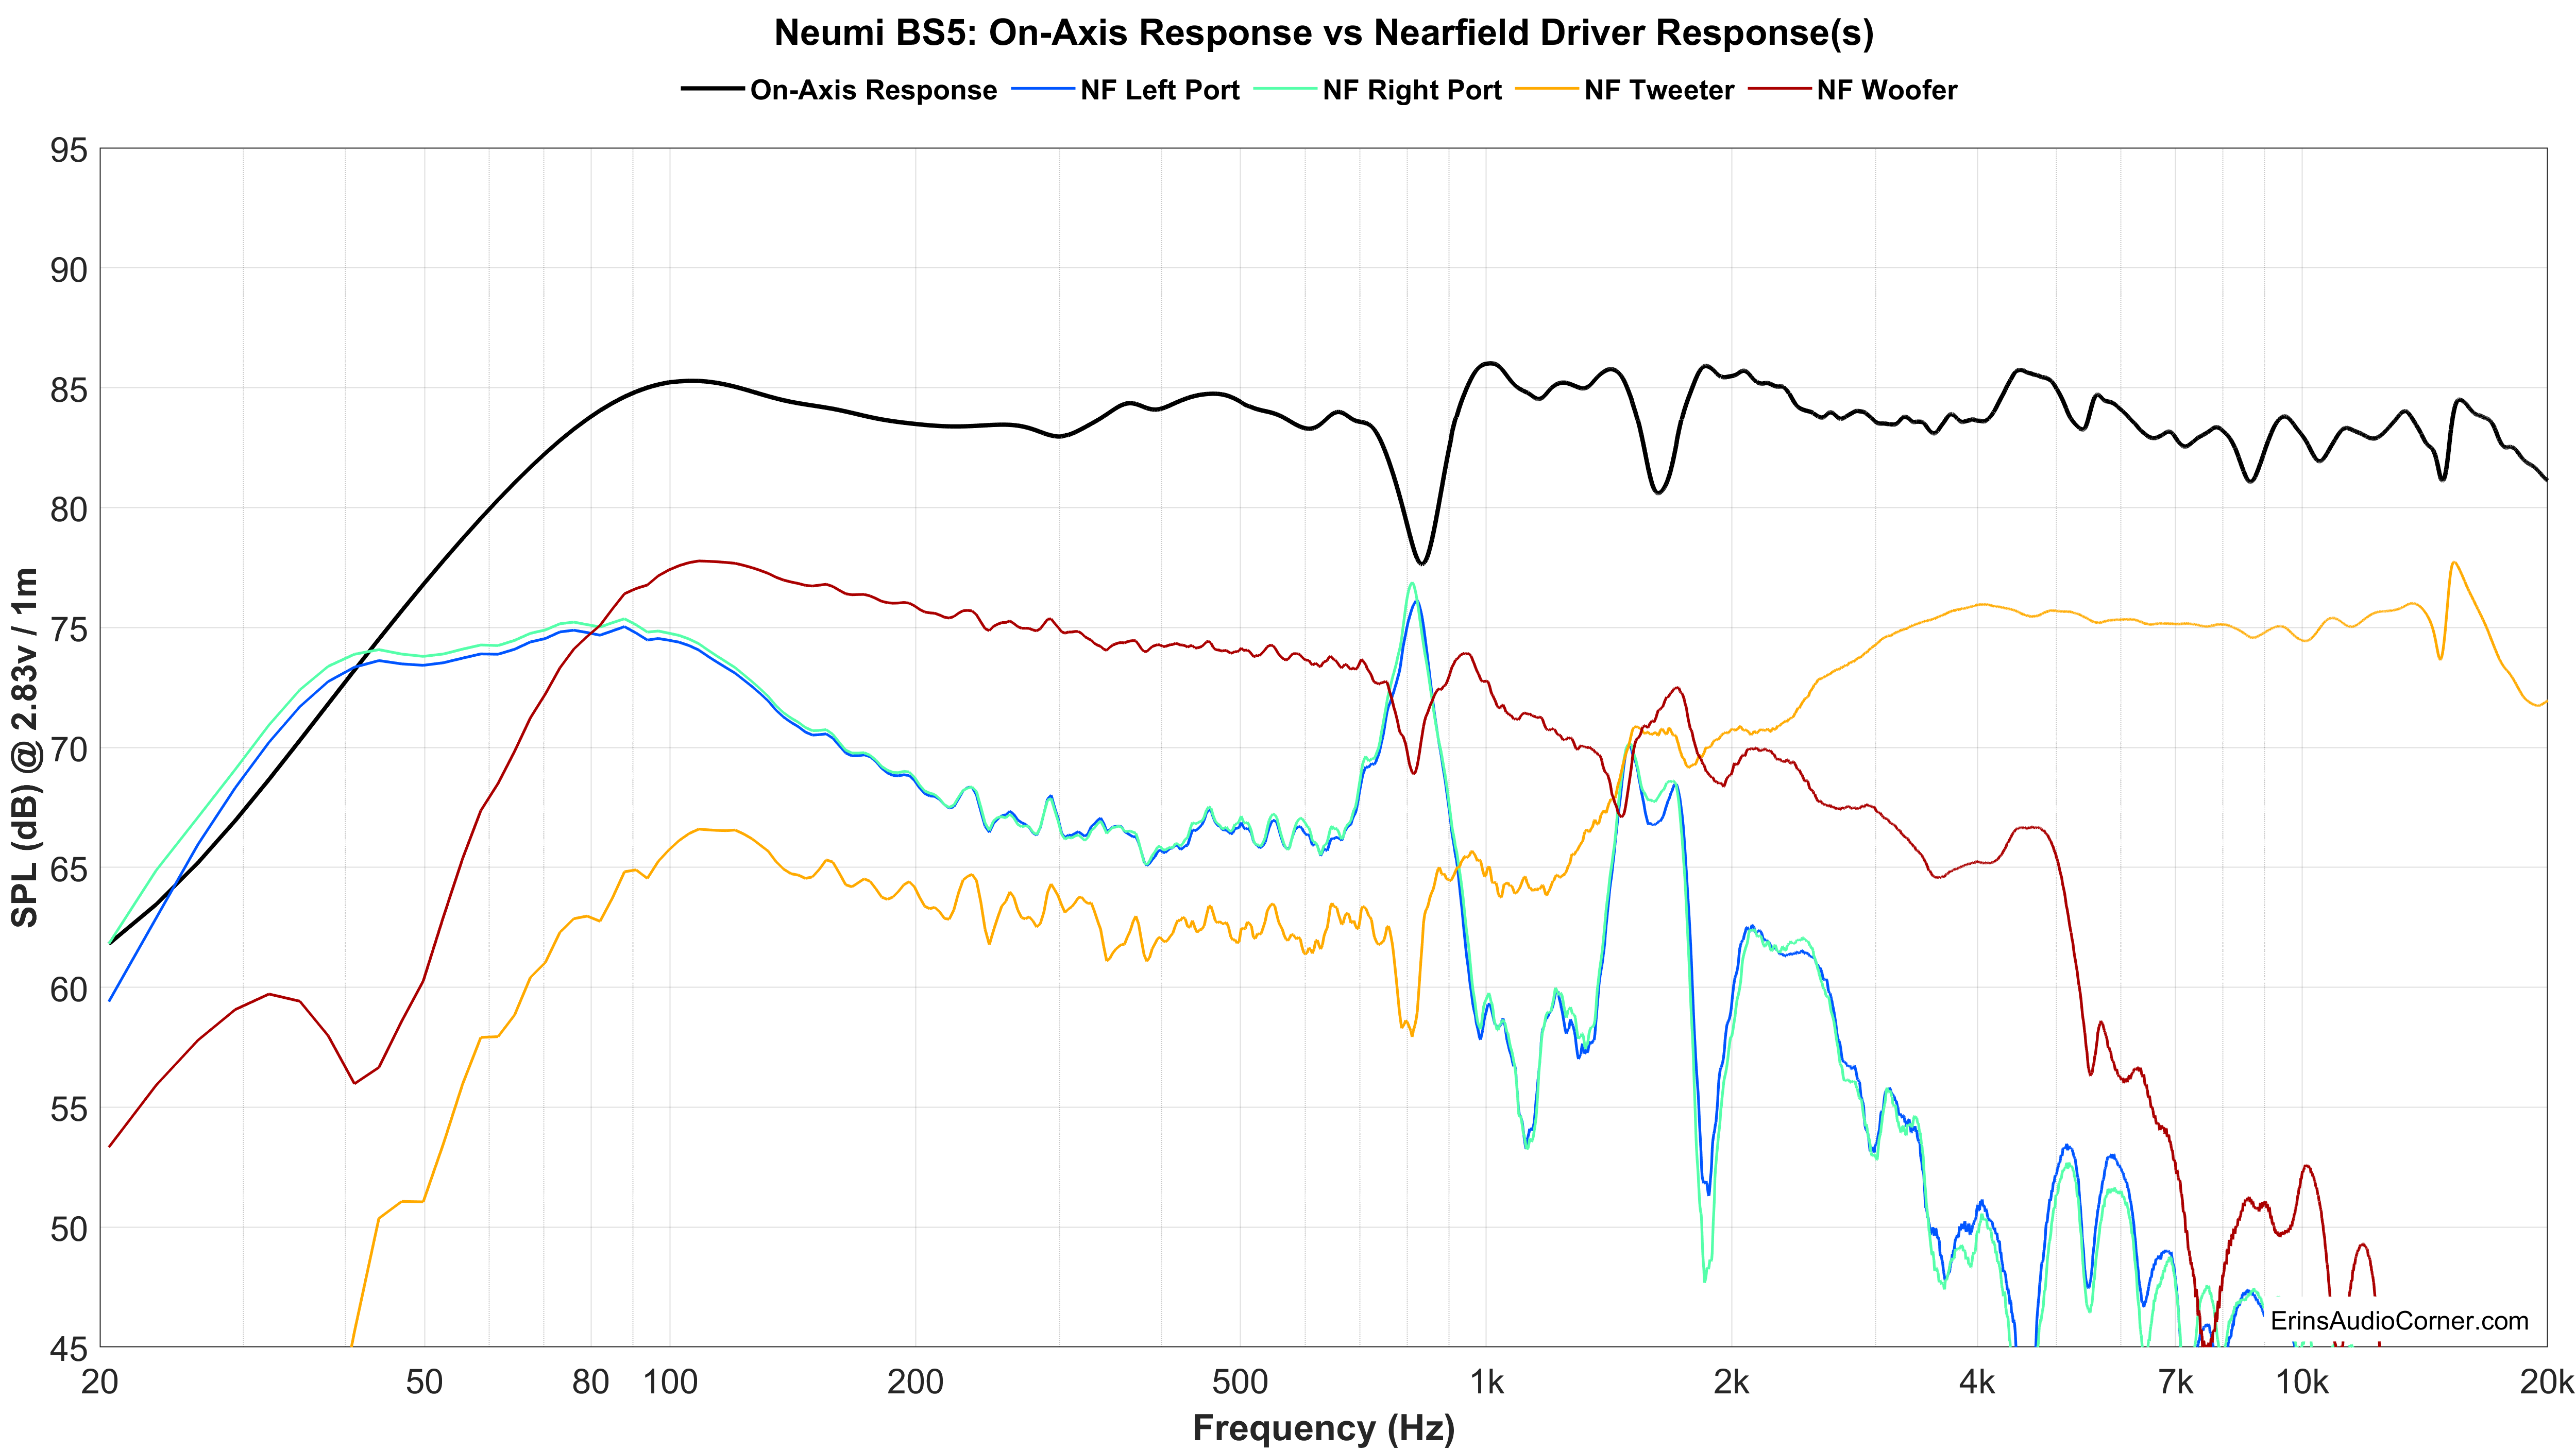 Neumi BS5: On-Axis Response vs Nearfield Driver Response(s)
On-Axis Response NF Left Port NF Right Port NF Tweeter NF Woofer
95
90
85
80
75
70
65
60
55
50
45
SPL (dB) @ 2.83v / 1m
ErinsAudioCorner.com
20 50 80 100 200 500 1k 2k 4k 7k 10k 20k
Frequency (Hz)